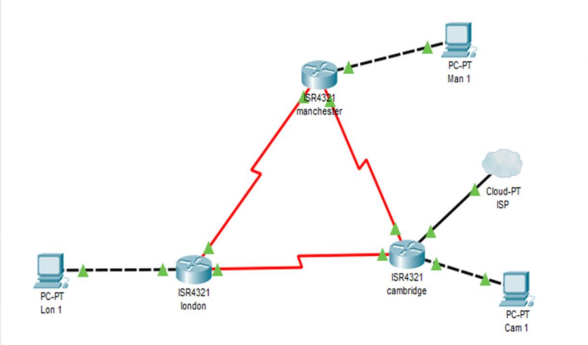 PC-PT
Man 1
ISR4321
manchester
Cloud-PT
ISP
ISR4321
cambridge
PC-PT
Lon 1
ISR4321
london
PC-PT
Cam 1